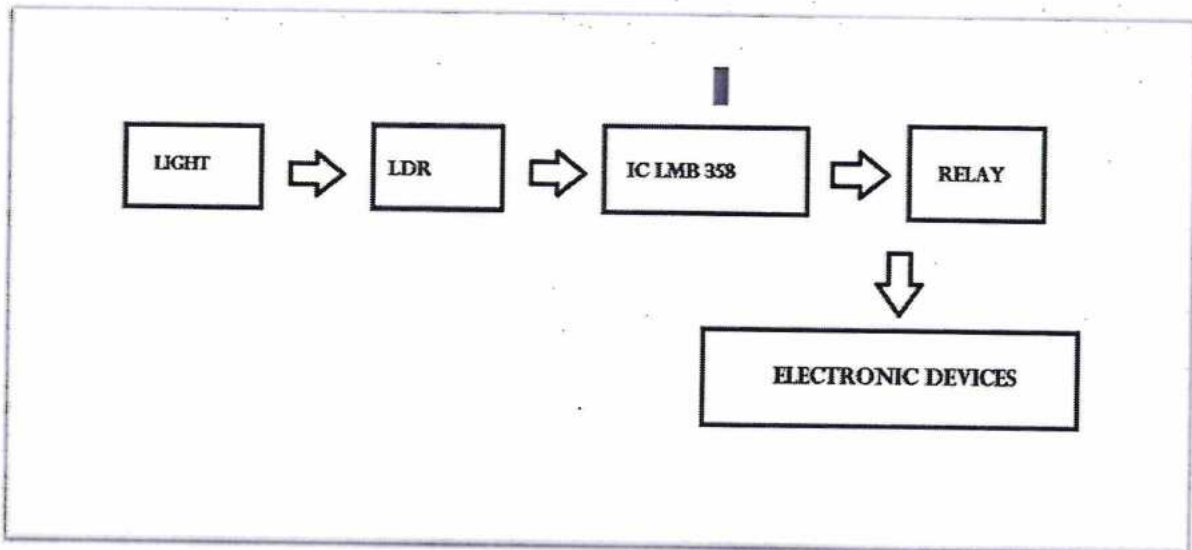 LIGHT
LDR
IC LMB 358
RELAY
ELECTRONIC DEVICES